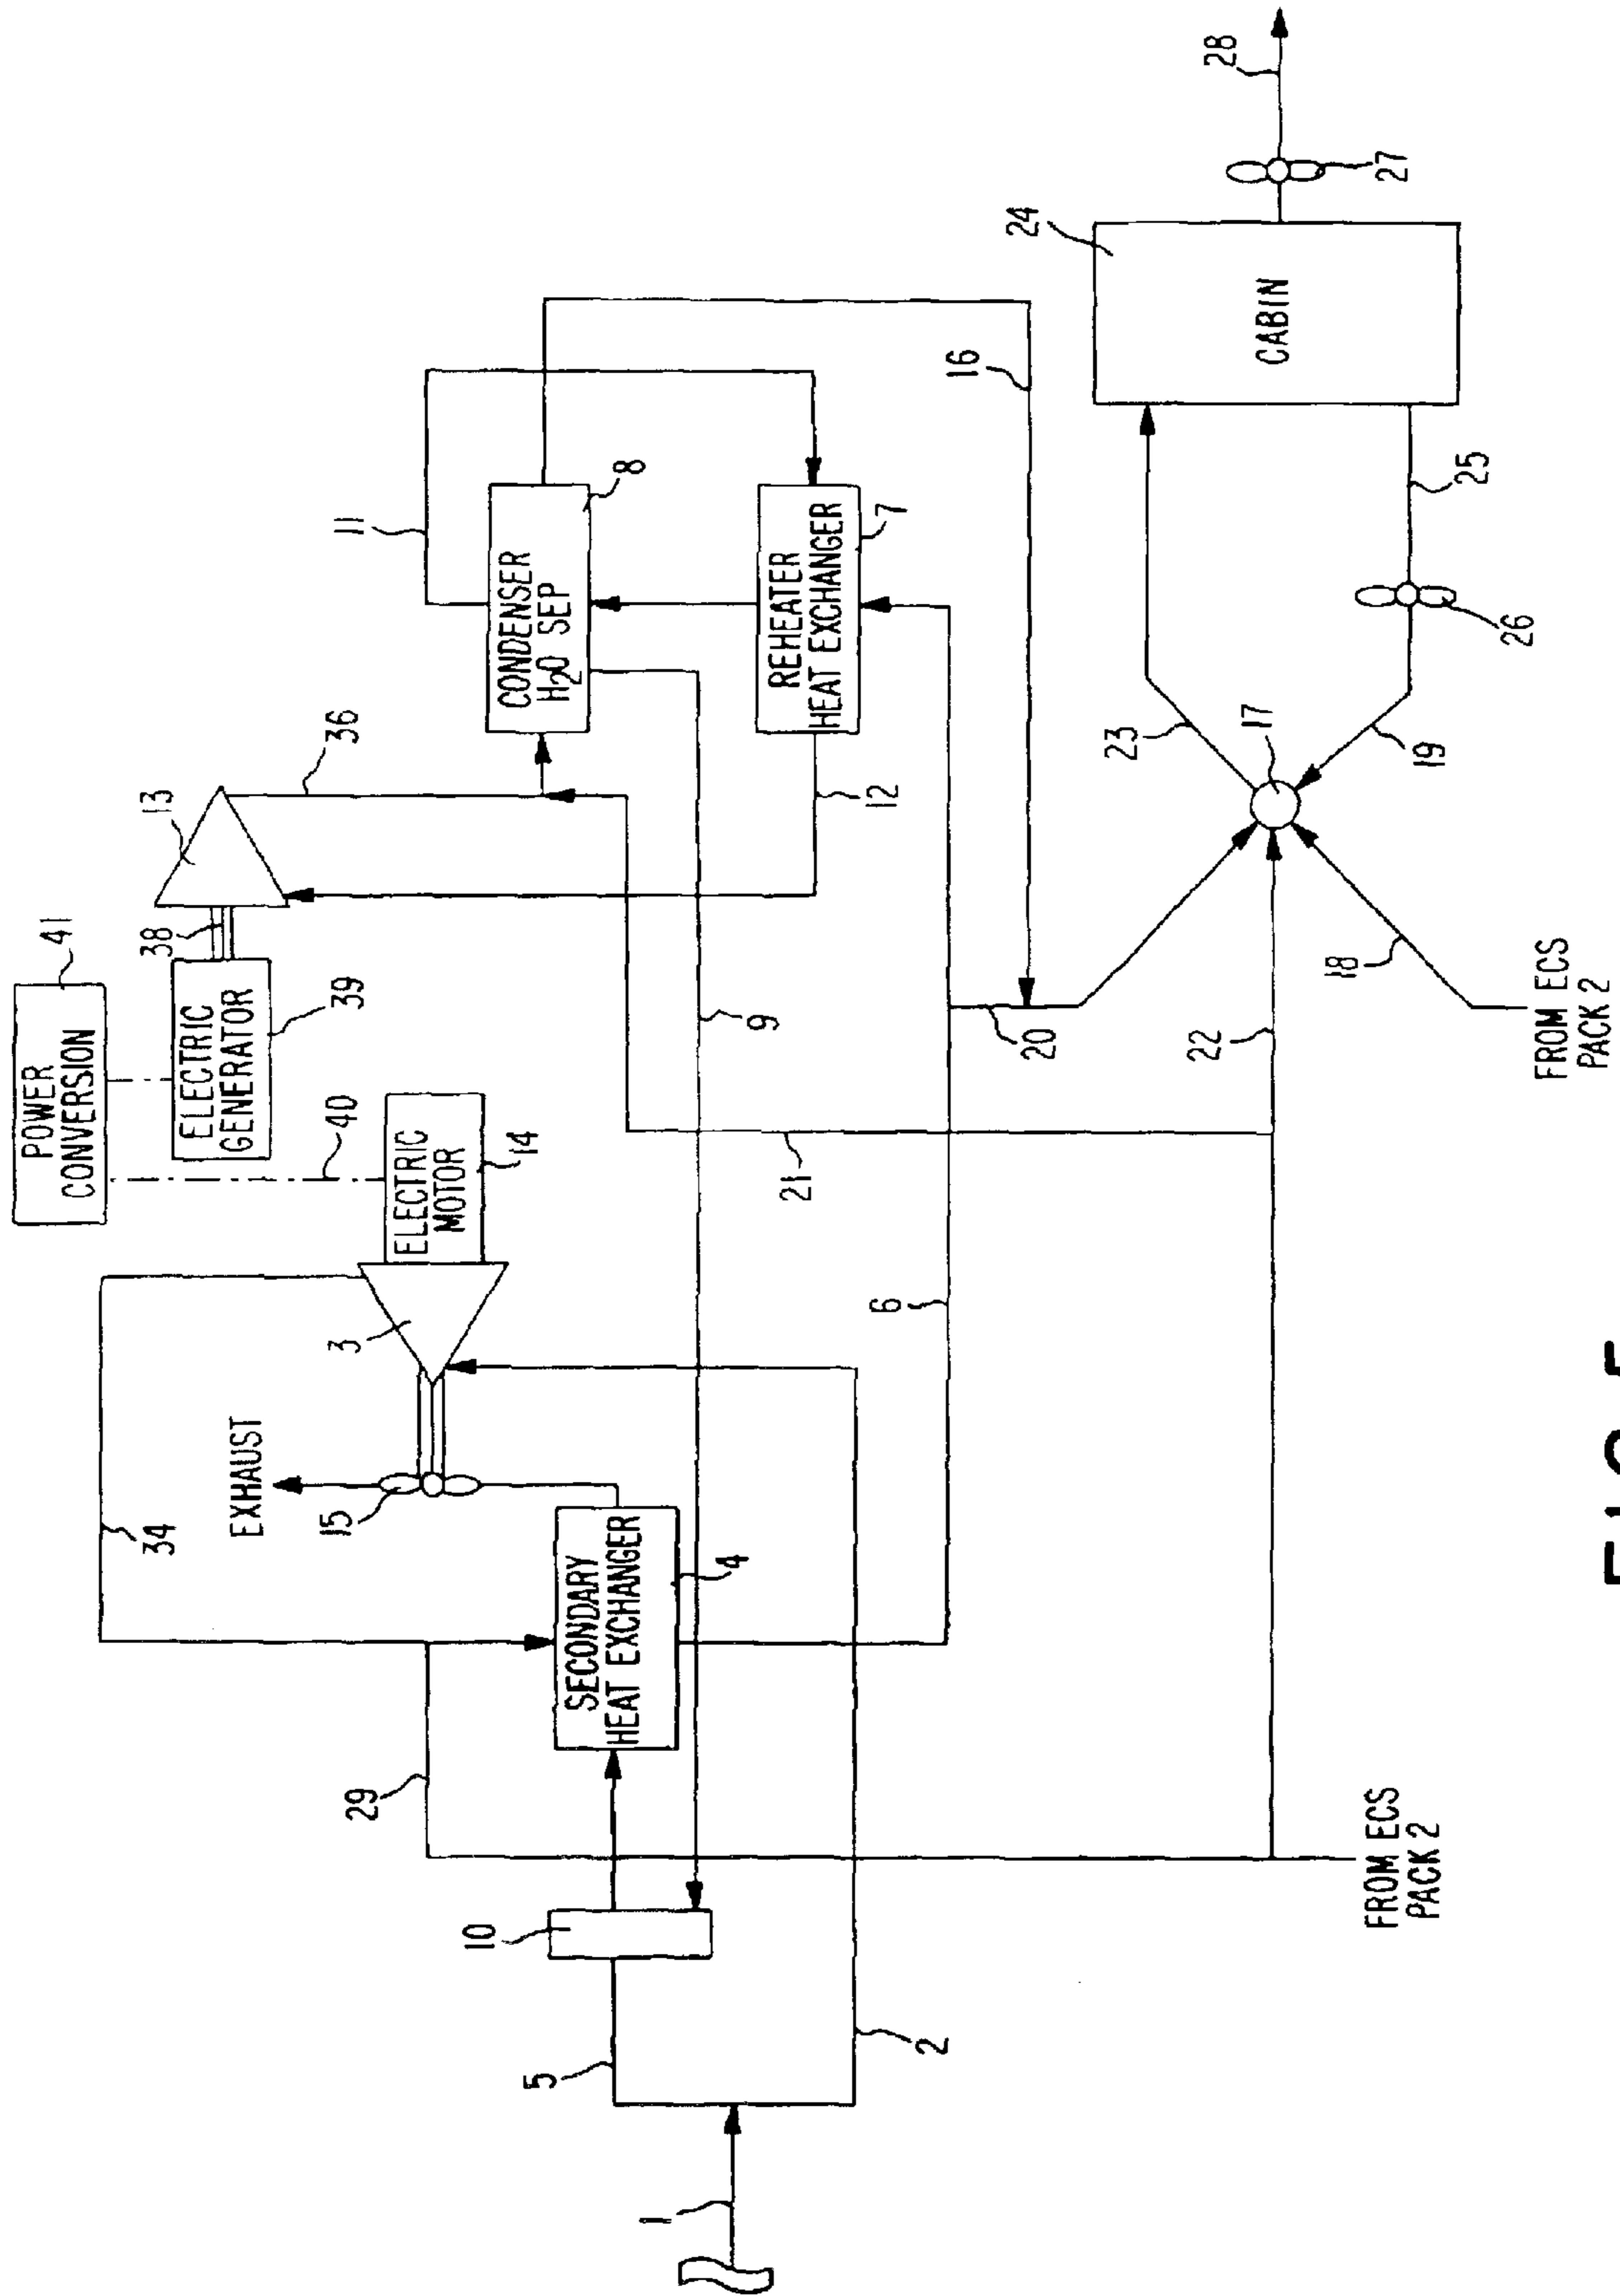 POWER
CONVERSION
41
ELECTRIC
GENERATOR
39
38
13
36
40
ELECTRIC
MOTOR
14
3
34
EXHAUST
15
SECONDARY
HEAT EXCHANGER
4
29
10
5
1
2
11
CONDENSER
H2O SEP
8
REHEATER
HEAT EXCHANGER
7
12
9
6
16
20
21
22
FROM ECS
PACK 2
FROM ECS
PACK 2
18
17
23
19
24
CABIN
25
26
27
28